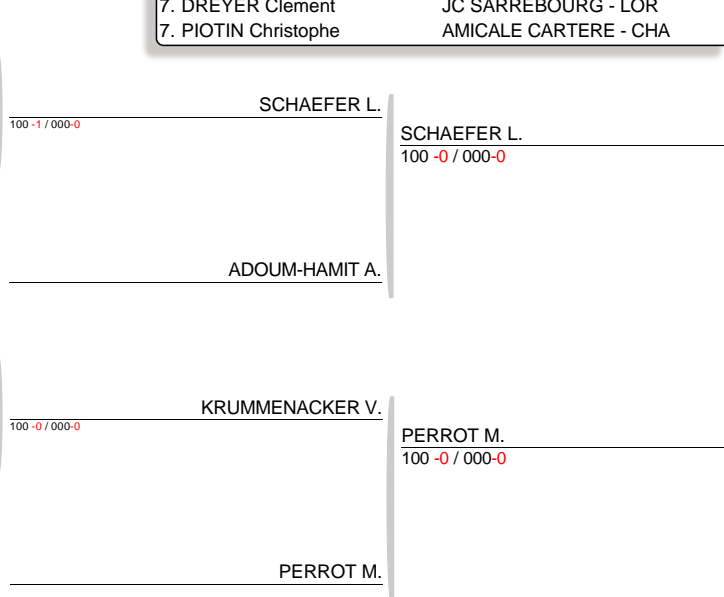 7. DREYER Clement JC SARREBOURG - LOR
7. PIOTIN Christophe AMICALE CARTERE - CHA
SCHAEFER L.
100 -1 / 000-0
SCHAEFER L.
100 -0 / 000-0
ADOUM-HAMIT A.
KRUMMENACKER V.
100 -0 / 000-0
PERROT M.
100 -0 / 000-0
PERROT M.